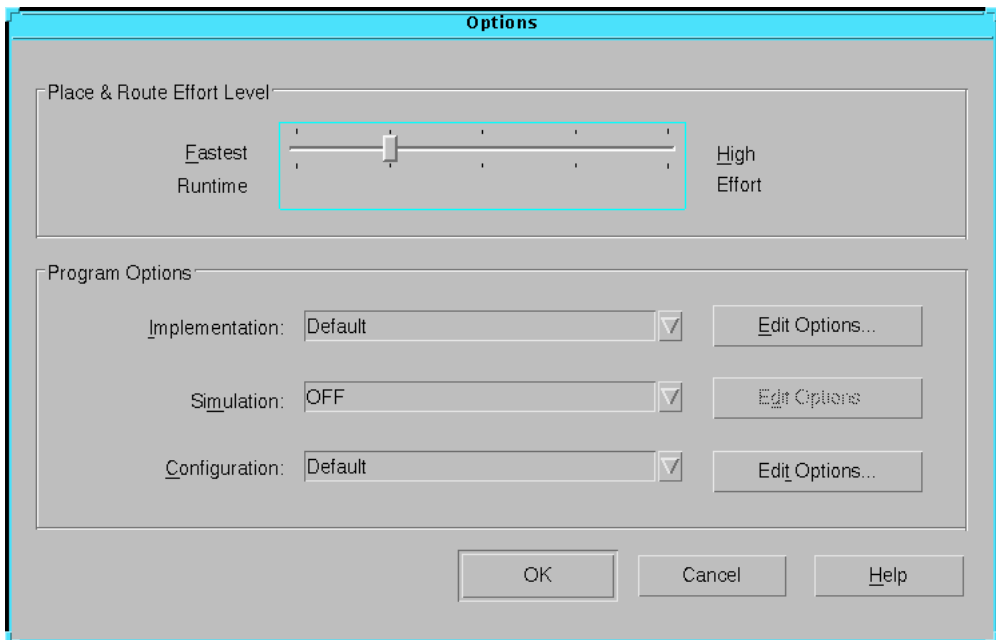 Options
Place & Route Effort Level
Fastest
Runtime
High
Effort
Program Options
Implementation: Default Edit Options...
Simulation: OFF Edit Options
Configuration: Default Edit Options...
OK Cancel Help